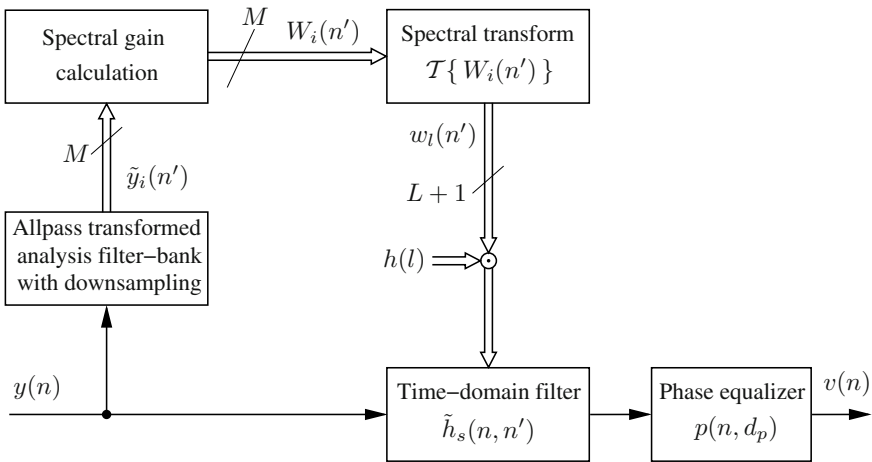 Spectral gain
calculation
M
W_i(n′)
Spectral transform
𝒯{ W_i(n′) }
M
ỹ_i(n′)
w_l(n′)
L + 1
Allpass transformed
analysis filter−bank
with downsampling
h(l)
y(n)
Time−domain filter
h̃_s(n, n′)
Phase equalizer
p(n, d_p)
v(n)